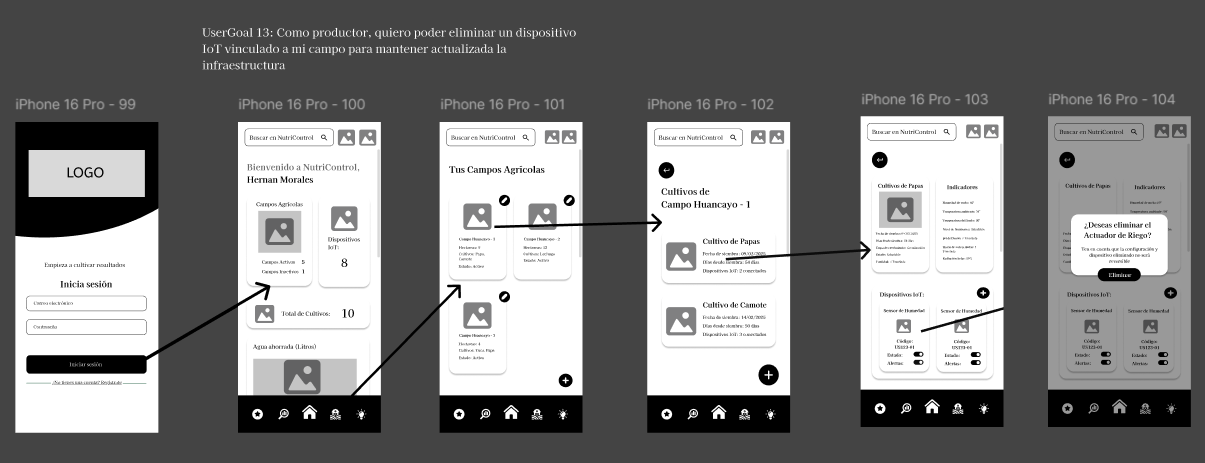 UserGoal 13: Como productor, quiero poder eliminar un dispositivo
IoT vinculado a mi campo para mantener actualizada la
infraestructura
iPhone 16 Pro - 99
LOGO
Empieza a cultivar resultados
Inicia sesión
Correo electrónico
Contraseña
Iniciar sesión
¿No tienes una cuenta? Regístrate
iPhone 16 Pro - 100
Buscar en NutriControl
Bienvenido a NutriControl,
Hernan Morales
Campos Agrícolas
Campos Activos 5
Campos Inactivos 1
Dispositivos
IoT:
8
Total de Cultivos: 10
Agua ahorrada (Litros)
iPhone 16 Pro - 101
Buscar en NutriControl
Tus Campos Agrícolas
Campo Huancayo - 1
Hectareas: 4
Cultivos: Papa,
Camote
Estado: Activo
Campo Huancayo - 2
Hectareas: 12
Cultivos: Lechuga
Estado: Activo
Campo Huancayo - 3
Hectareas: 4
Estado: Activo
iPhone 16 Pro - 102
Buscar en NutriControl
Cultivos de
Campo Huancayo - 1
Cultivo de Papas
Fecha de siembra: 08/02/2025
Días desde siembra: 54 días
Dispositivos IoT: 2 conectados
Cultivo de Camote
Fecha de siembra: 14/02/2025
Días desde siembra: 50 días
Dispositivos IoT: 3 conectados
iPhone 16 Pro - 103
Buscar en NutriControl
Cultivos de Papas
Indicadores
Dispositivos IoT:
Sensor de Humedad
Código:
US123-01
Estado:
Alertas:
Sensor de Humedad
Código:
US123-01
Estado:
Alertas:
iPhone 16 Pro - 104
Buscar en NutriControl
Cultivos de Papas
Indicadores
¿Deseas eliminar el
Actuador de Riego?
Ten en cuenta que la configuración y
dispositivo eliminado no será
reversible
Eliminar
Dispositivos IoT:
Sensor de Humedad
Código:
US123-01
Estado:
Alertas:
Sensor de Humedad
Código:
US123-01
Estado:
Alertas: